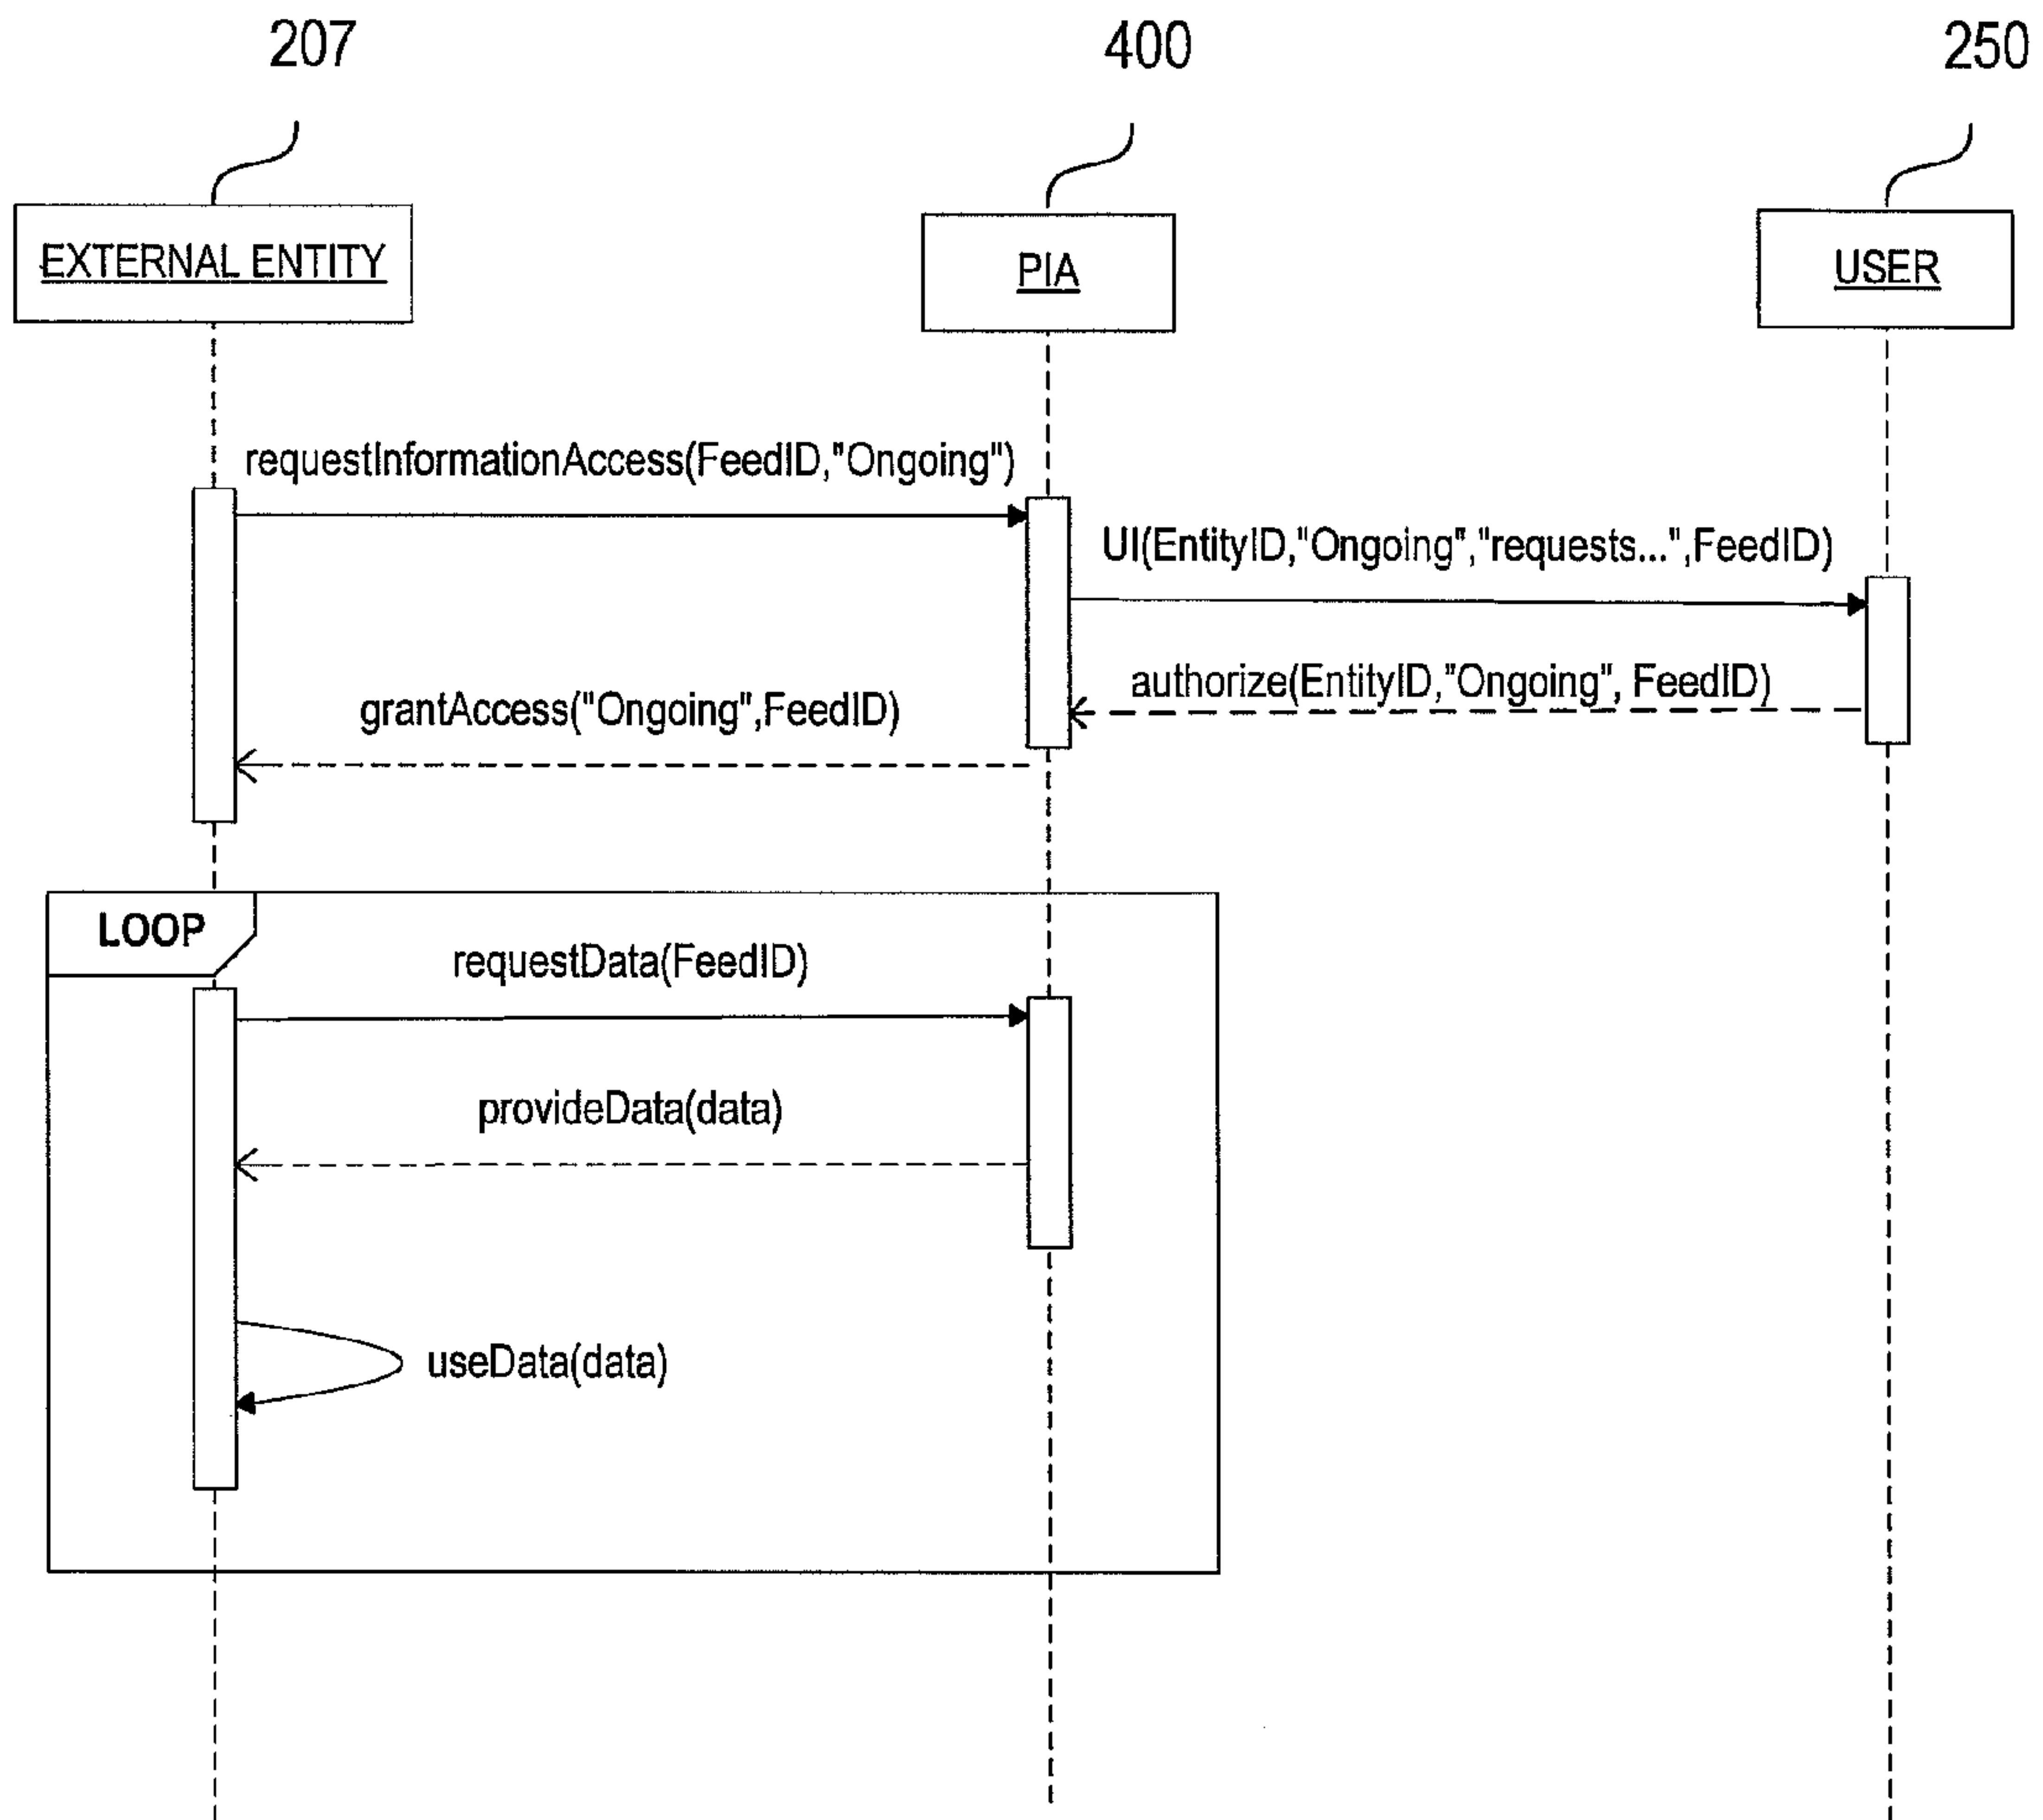 207
400
250
EXTERNAL ENTITY
PIA
USER
requestInformationAccess(FeedID,"Ongoing")
UI(EntityID,"Ongoing","requests...",FeedID)
authorize(EntityID,"Ongoing", FeedID)
grantAccess("Ongoing",FeedID)
LOOP
requestData(FeedID)
provideData(data)
useData(data)